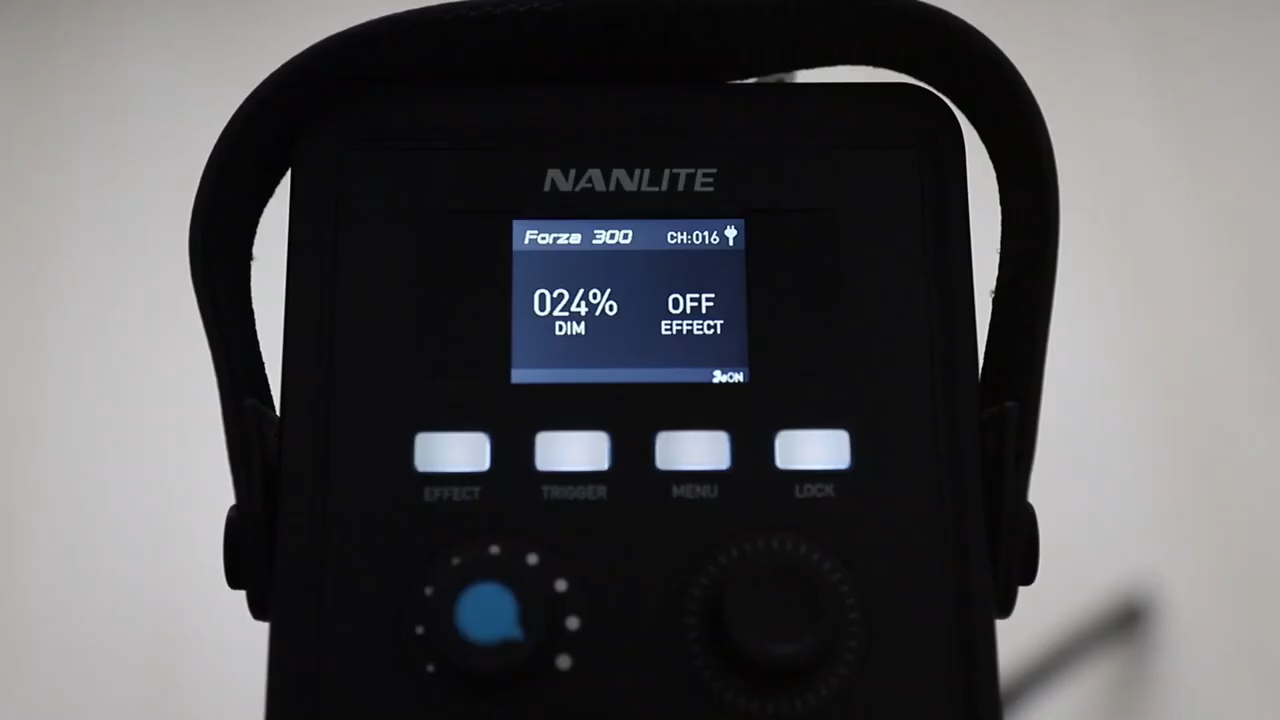 NANLITE
Forza 300 CH:016
024% OFF
DIM EFFECT
ON
EFFECT TRIGGER MENU LOCK